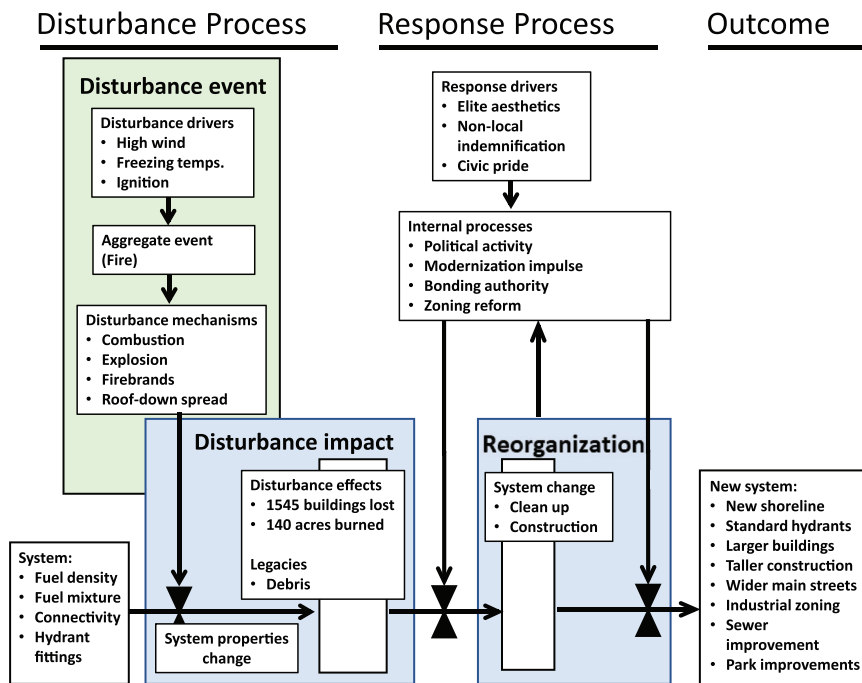 Disturbance Process
Response Process
Outcome
Disturbance event
Disturbance drivers
• High wind
• Freezing temps.
• Ignition
Aggregate event
(Fire)
Disturbance mechanisms
• Combustion
• Explosion
• Firebrands
• Roof-down spread
Response drivers
• Elite aesthetics
• Non-local
indemnification
• Civic pride
Internal processes
• Political activity
• Modernization impulse
• Bonding authority
• Zoning reform
Disturbance impact
Disturbance effects
• 1545 buildings lost
• 140 acres burned
Legacies
• Debris
System:
• Fuel density
• Fuel mixture
• Connectivity
• Hydrant
fittings
System properties
change
Reorganization
System change
• Clean up
• Construction
New system:
• New shoreline
• Standard hydrants
• Larger buildings
• Taller construction
• Wider main streets
• Industrial zoning
• Sewer
improvement
• Park improvements